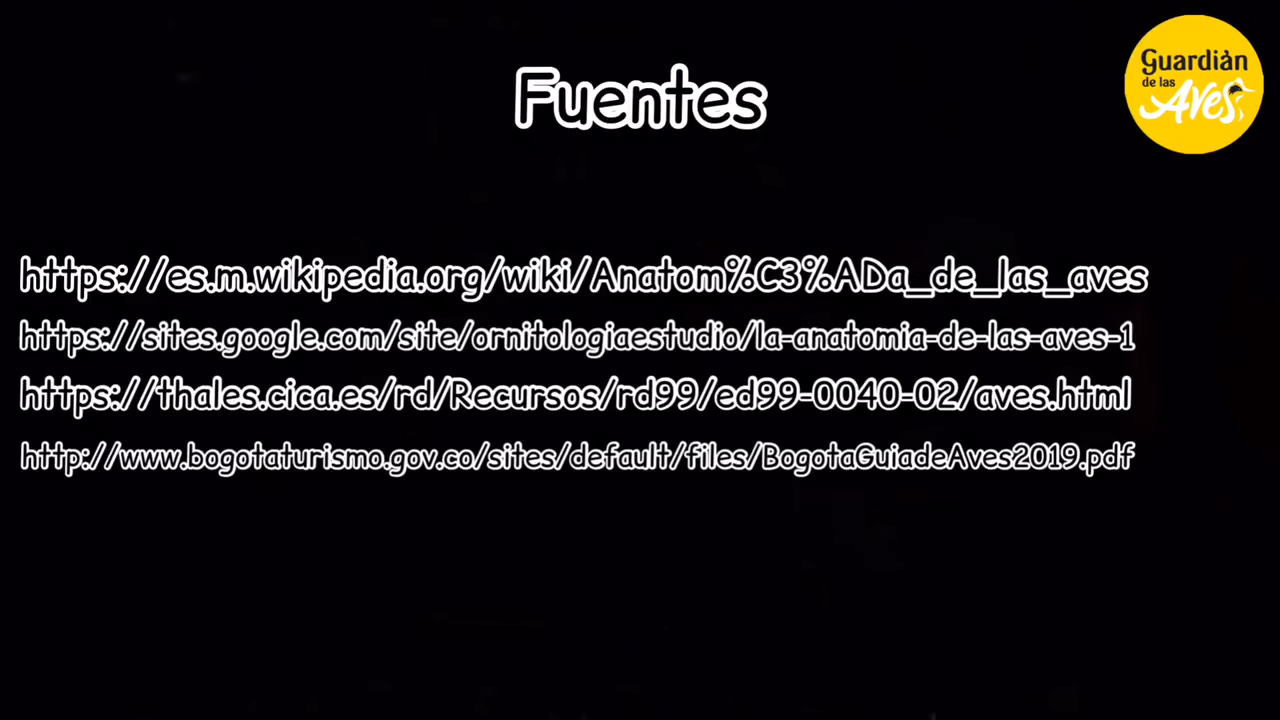 Guardián
de las
Aves
Fuentes
https://es.m.wikipedia.org/wiki/Anatom%C3%ADa_de_las_aves
https://sites.google.com/site/ornitologiaestudio/la-anatomia-de-las-aves-1
https://thales.cica.es/rd/Recursos/rd99/ed99-0040-02/aves.html
http://www.bogotaturismo.gov.co/sites/default/files/BogotaGuiadeAves2019.pdf